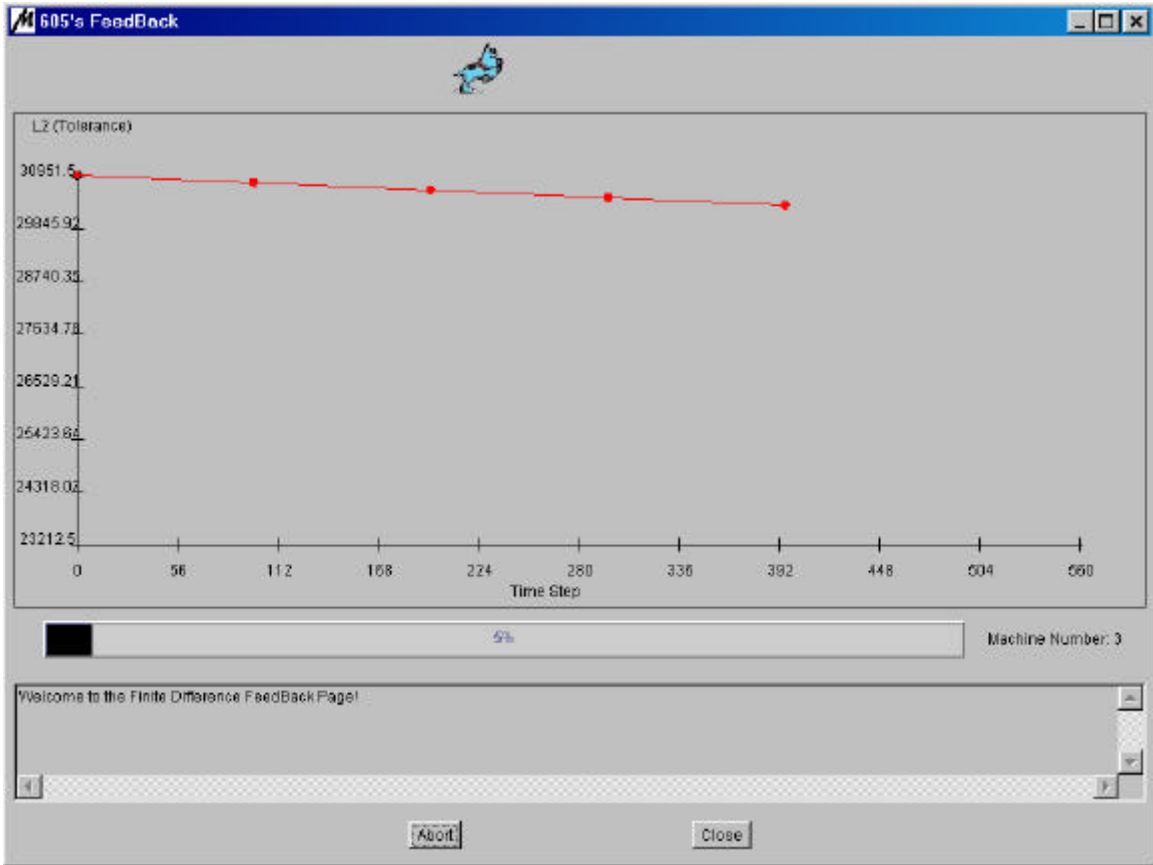 605's FeedBack
L2 (Tolerance)
30951.5
29845.92
28740.35
27634.78
26529.21
25423.64
24318.07
23212.5
0 56 112 168 224 280 336 392 448 504 560
Time Step
5%
Machine Number: 3
Welcome to the Finite Difference FeedBack Page!
Abort Close